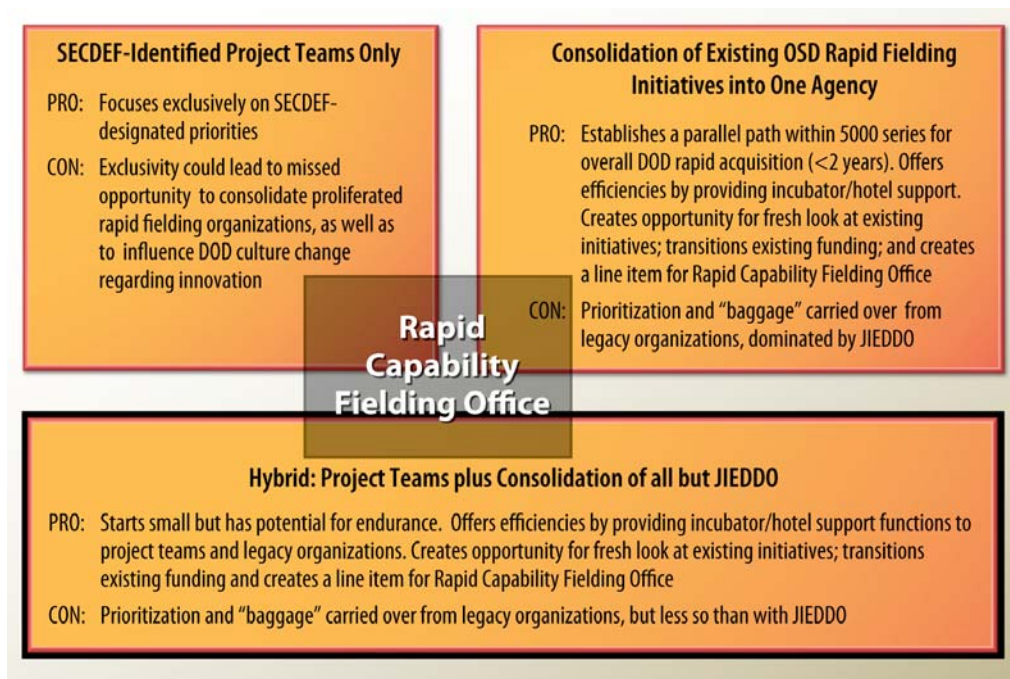 SECDEF-Identified Project Teams Only
PRO: Focuses exclusively on SECDEF-
designated priorities
CON: Exclusivity could lead to missed
opportunity to consolidate proliferated
rapid fielding organizations, as well as
to influence DOD culture change
regarding innovation
Consolidation of Existing OSD Rapid Fielding
Initiatives into One Agency
PRO: Establishes a parallel path within 5000 series for
overall DOD rapid acquisition (<2 years). Offers
efficiencies by providing incubator/hotel support.
Creates opportunity for fresh look at existing
initiatives; transitions existing funding; and creates
a line item for Rapid Capability Fielding Office
CON: Prioritization and “baggage” carried over from
legacy organizations, dominated by JIEDDO
Rapid
Capability
Fielding Office
Hybrid: Project Teams plus Consolidation of all but JIEDDO
PRO: Starts small but has potential for endurance. Offers efficiencies by providing incubator/hotel support functions to
project teams and legacy organizations. Creates opportunity for fresh look at existing initiatives; transitions
existing funding and creates a line item for Rapid Capability Fielding Office
CON: Prioritization and “baggage” carried over from legacy organizations, but less so than with JIEDDO